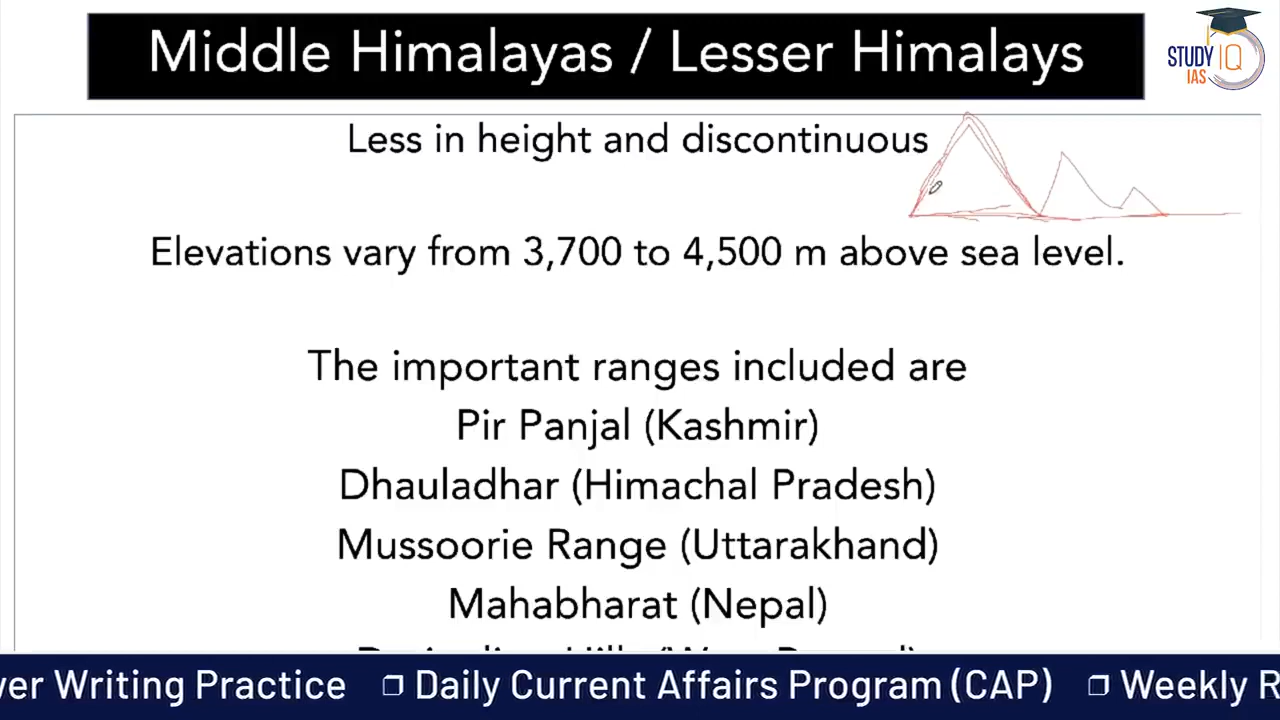 Middle Himalayas / Lesser Himalays
STUDY IQ
IAS
Less in height and discontinuous
Elevations vary from 3,700 to 4,500 m above sea level.
The important ranges included are
Pir Panjal (Kashmir)
Dhauladhar (Himachal Pradesh)
Mussoorie Range (Uttarakhand)
Mahabharat (Nepal)
ver Writing Practice ❐ Daily Current Affairs Program (CAP) ❐ Weekly R